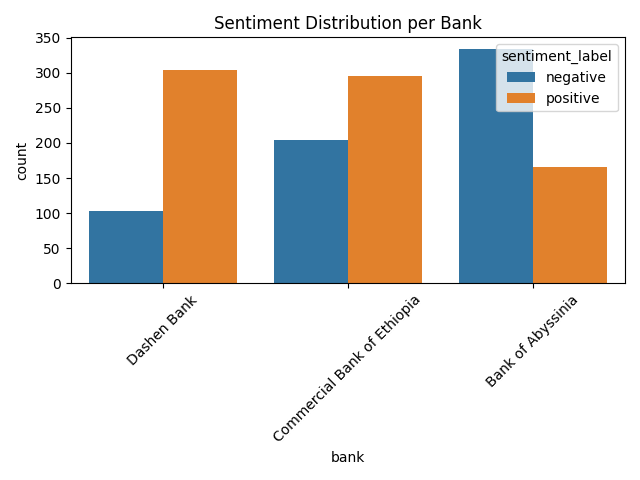 Sentiment Distribution per Bank
350
300
250
200
150
100
50
0
count
sentiment_label
negative
positive
Dashen Bank
Commercial Bank of Ethiopia
Bank of Abyssinia
bank